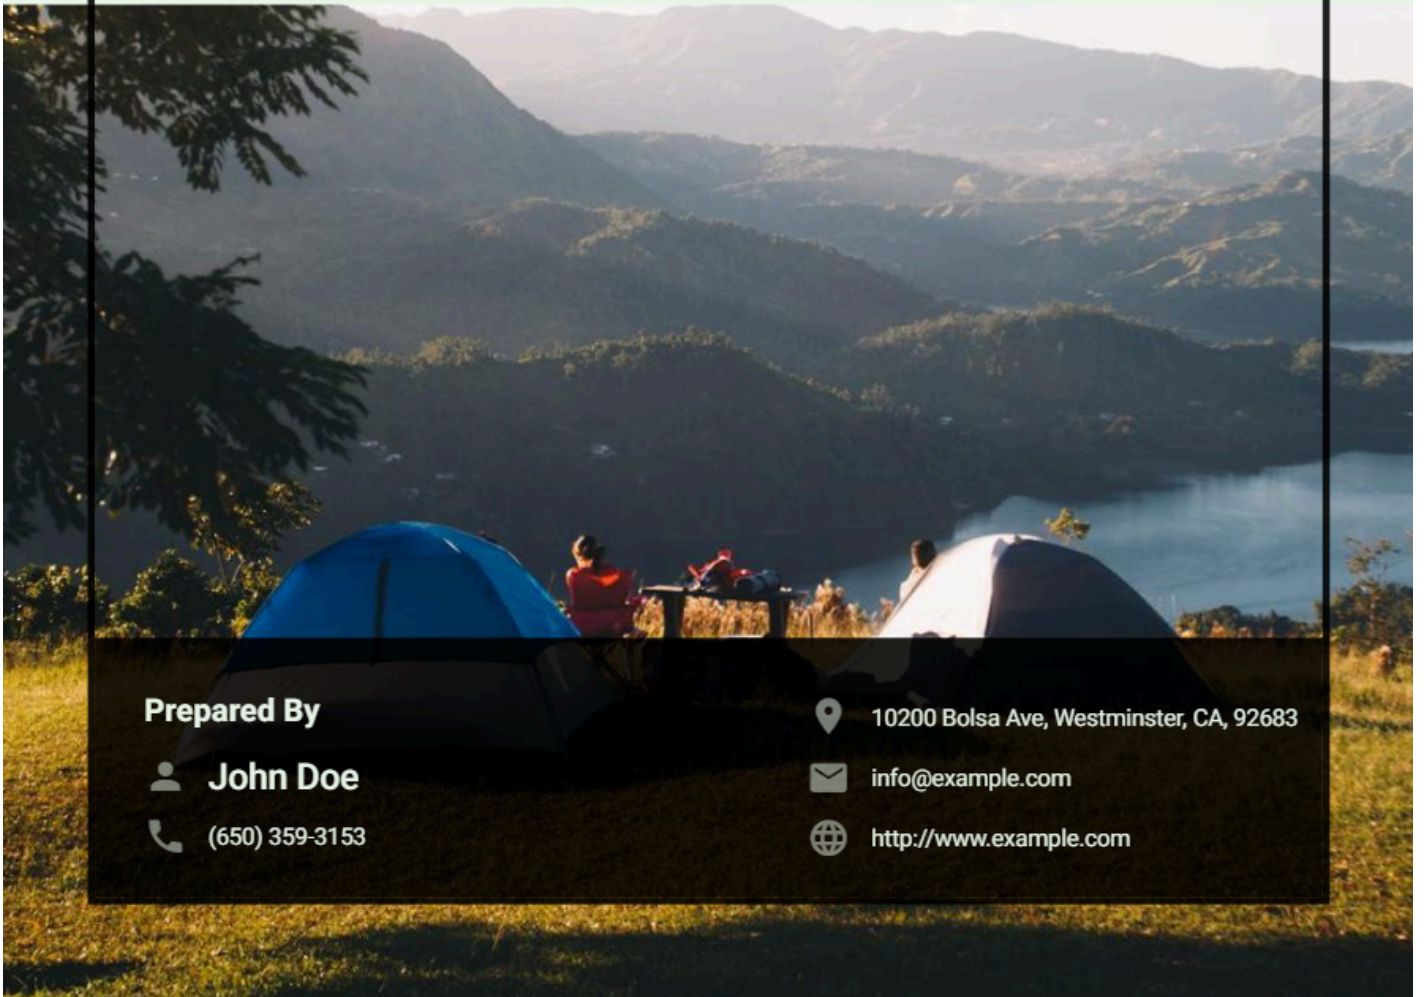 Prepared By
John Doe
(650) 359-3153
10200 Bolsa Ave, Westminster, CA, 92683
info@example.com
http://www.example.com